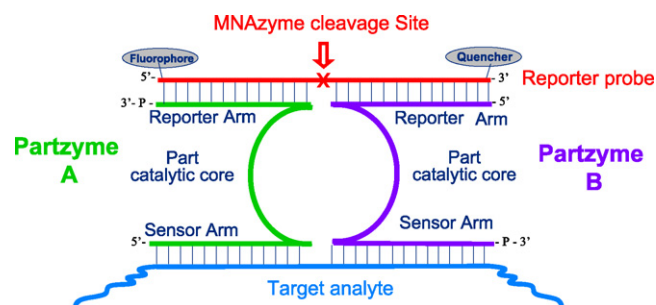 MNAzyme cleavage Site
Fluorophore
Quencher
5'-
X
- 3'
Reporter probe
3'- P -
- 5'
Reporter Arm
Reporter Arm
Partzyme
A
Part
catalytic core
Part
catalytic core
Partzyme
B
Sensor Arm
Sensor Arm
5'-
- P - 3'
Target analyte